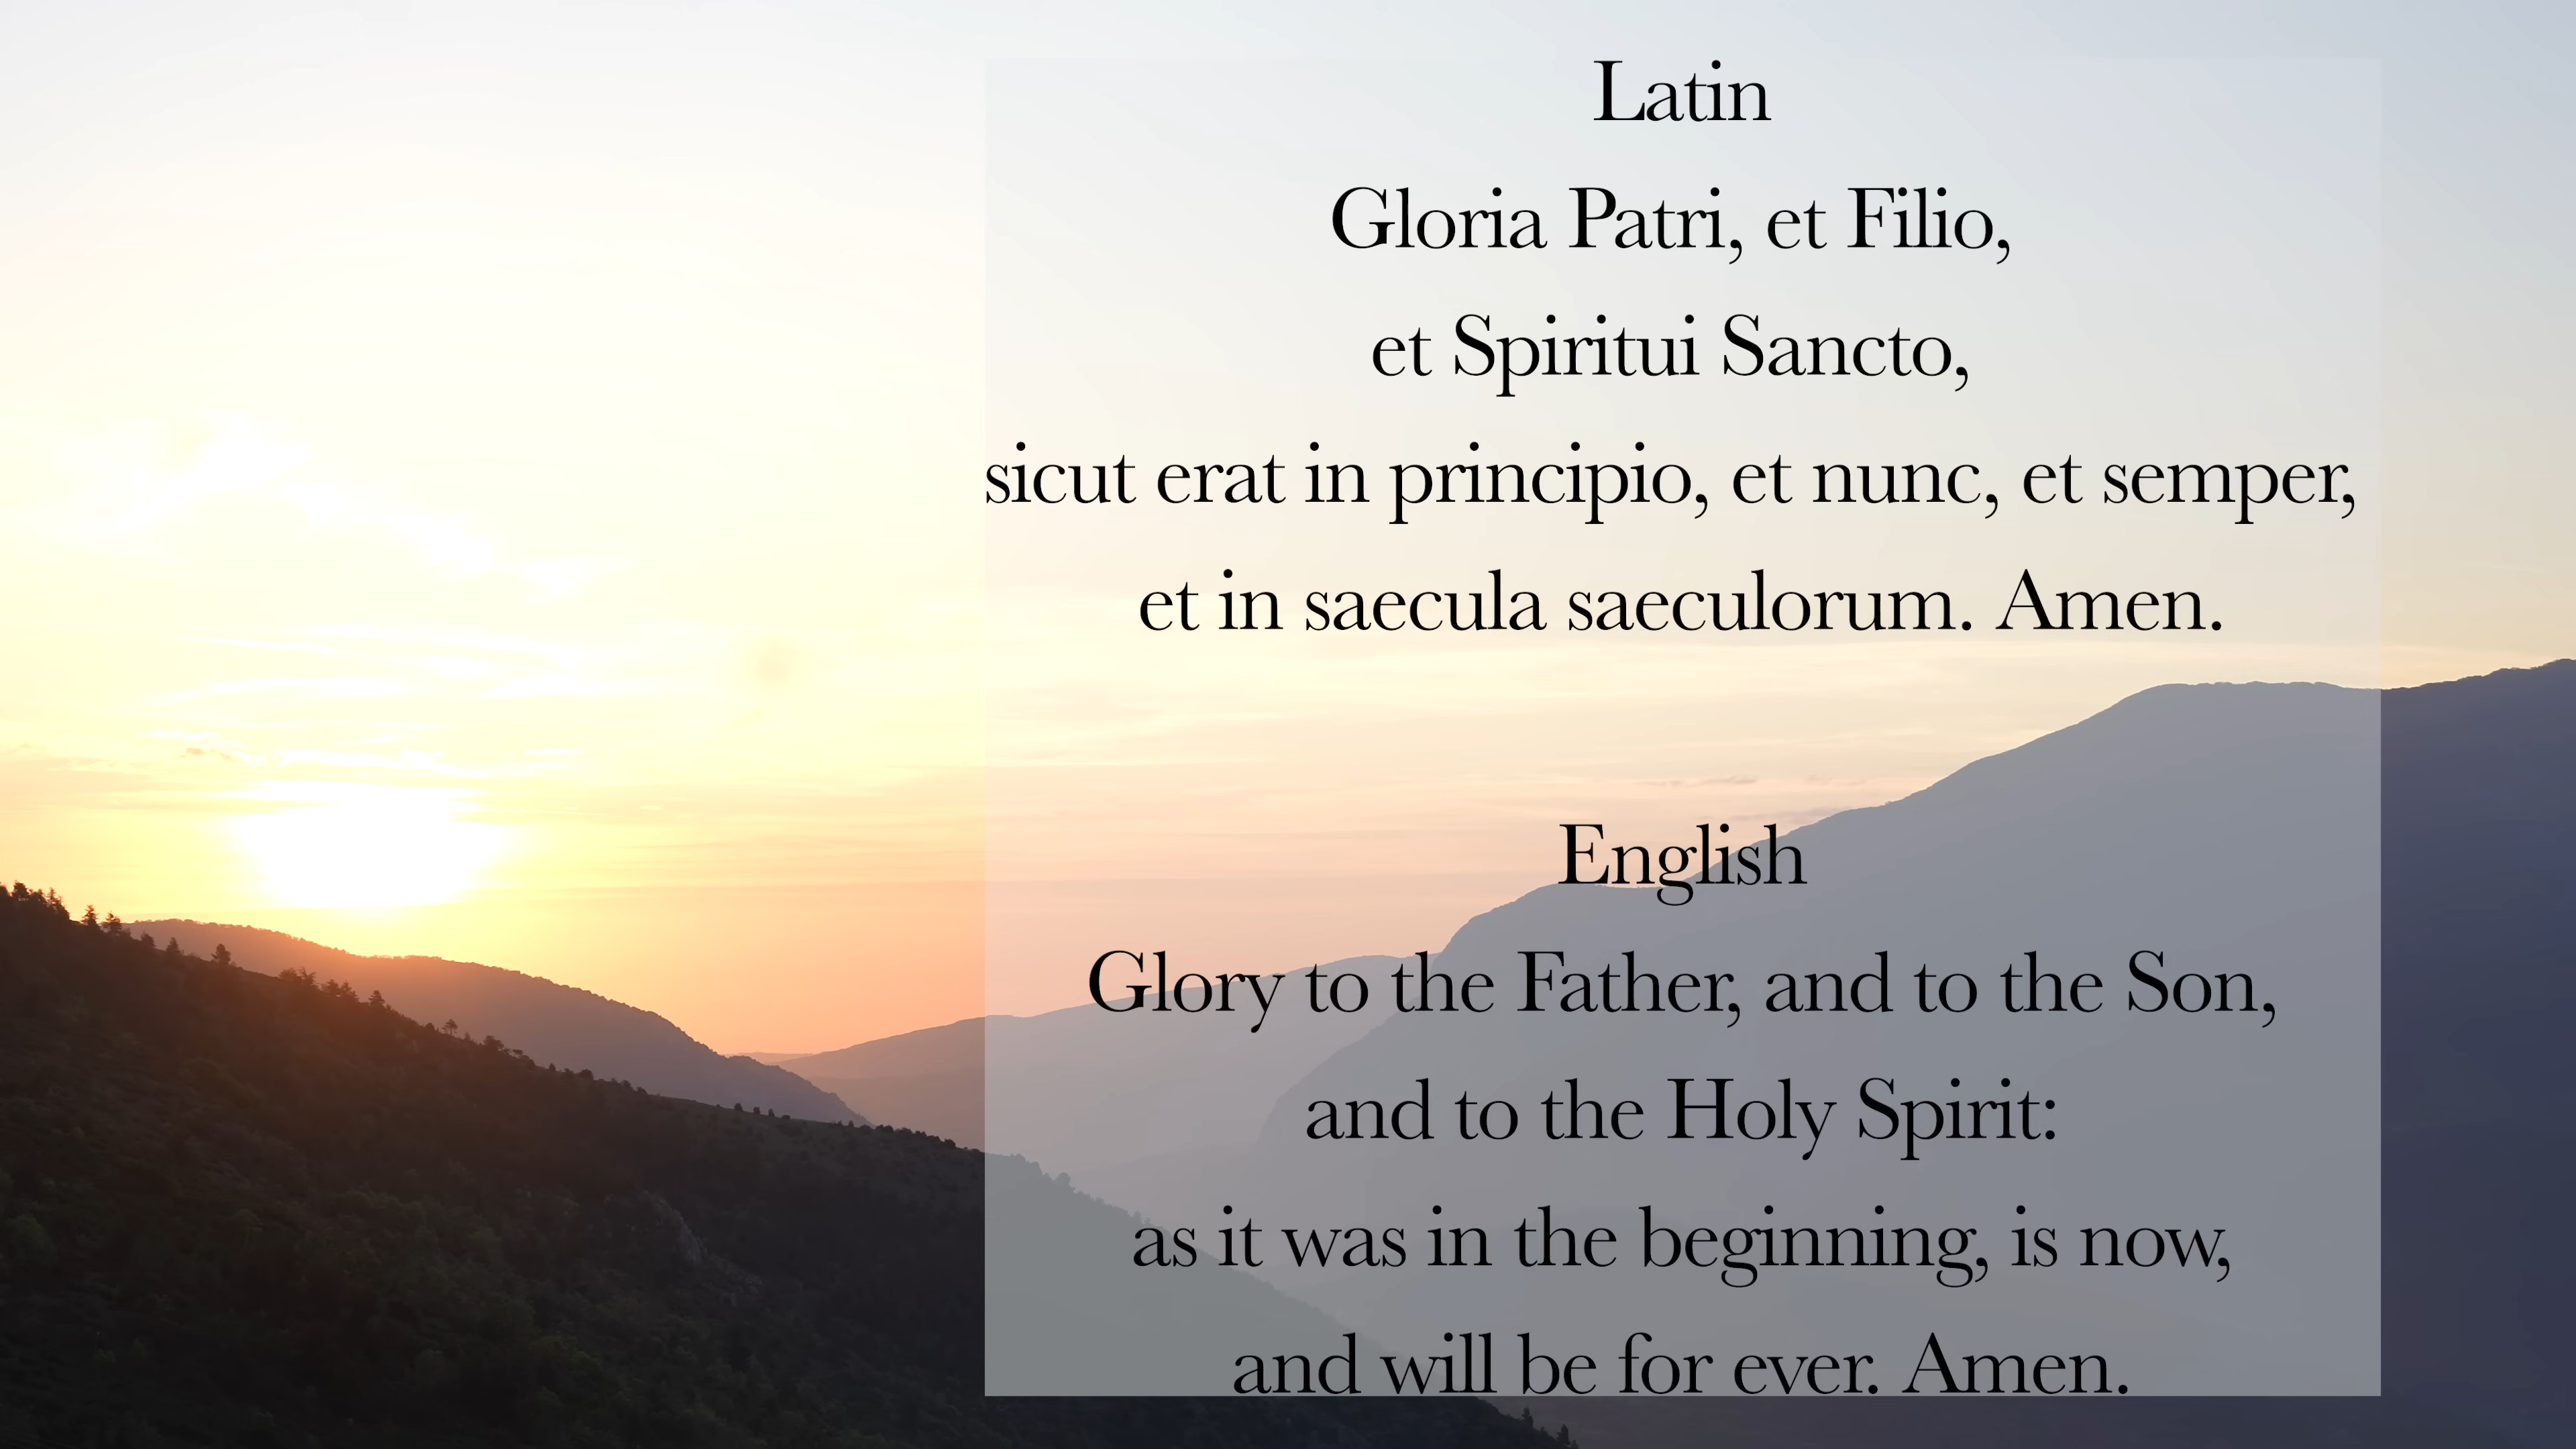 Latin
Gloria Patri, et Filio,
et Spiritui Sancto,
sicut erat in principio, et nunc, et semper,
et in saecula saeculorum. Amen.
English
Glory to the Father, and to the Son,
and to the Holy Spirit:
as it was in the beginning, is now,
and will be for ever. Amen.